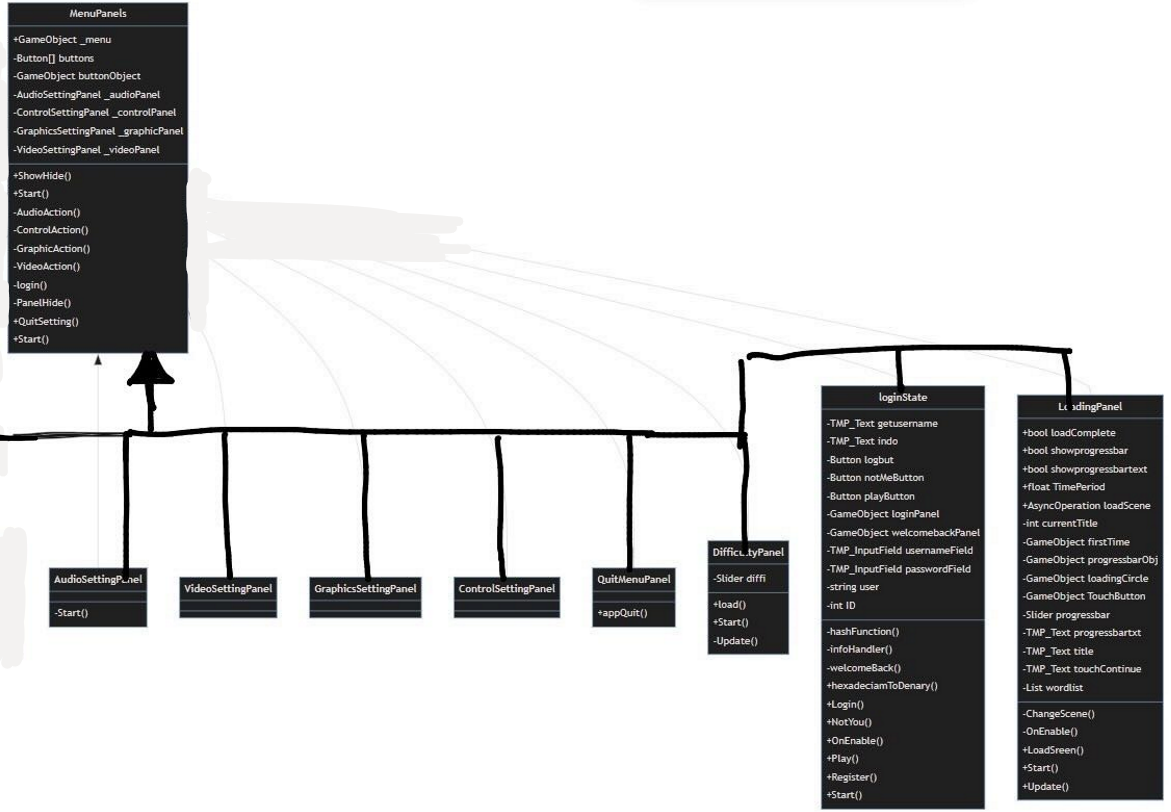 MenuPanels
+GameObject _menu
-Button[] buttons
-GameObject buttonObject
-AudioSettingPanel _audioPanel
-ControlSettingPanel _controlPanel
-GraphicsSettingPanel _graphicPanel
-VideoSettingPanel _videoPanel
+ShowHide()
+Start()
-AudioAction()
-ControlAction()
-GraphicAction()
-VideoAction()
-login()
-PanelHide()
+QuitSetting()
+Start()
AudioSettingPanel
-Start()
VideoSettingPanel
GraphicsSettingPanel
ControlSettingPanel
QuitMenuPanel
+appQuit()
DifficultyPanel
-Slider diffi
+load()
+Start()
-Update()
loginState
-TMP_Text getusername
-TMP_Text indo
-Button logbut
-Button notMeButton
-Button playButton
-GameObject loginPanel
-GameObject welcomebackPanel
-TMP_InputField usernameField
-TMP_InputField passwordField
-string user
-int ID
-hashFunction()
-infoHandler()
-welcomeBack()
+hexadeciamToDenary()
+Login()
+NotYou()
+OnEnable()
+Play()
+Register()
+Start()
LoadingPanel
+bool loadComplete
+bool showprogressbar
+bool showprogressbartext
+float TimePeriod
+AsyncOperation loadScene
-int currentTitle
-GameObject firstTime
-GameObject progressbarObj
-GameObject loadingCircle
-GameObject TouchButton
-Slider progressbar
-TMP_Text progressbartxt
-TMP_Text title
-TMP_Text touchContinue
-List wordlist
-ChangeScene()
-OnEnable()
+LoadSreen()
+Start()
+Update()